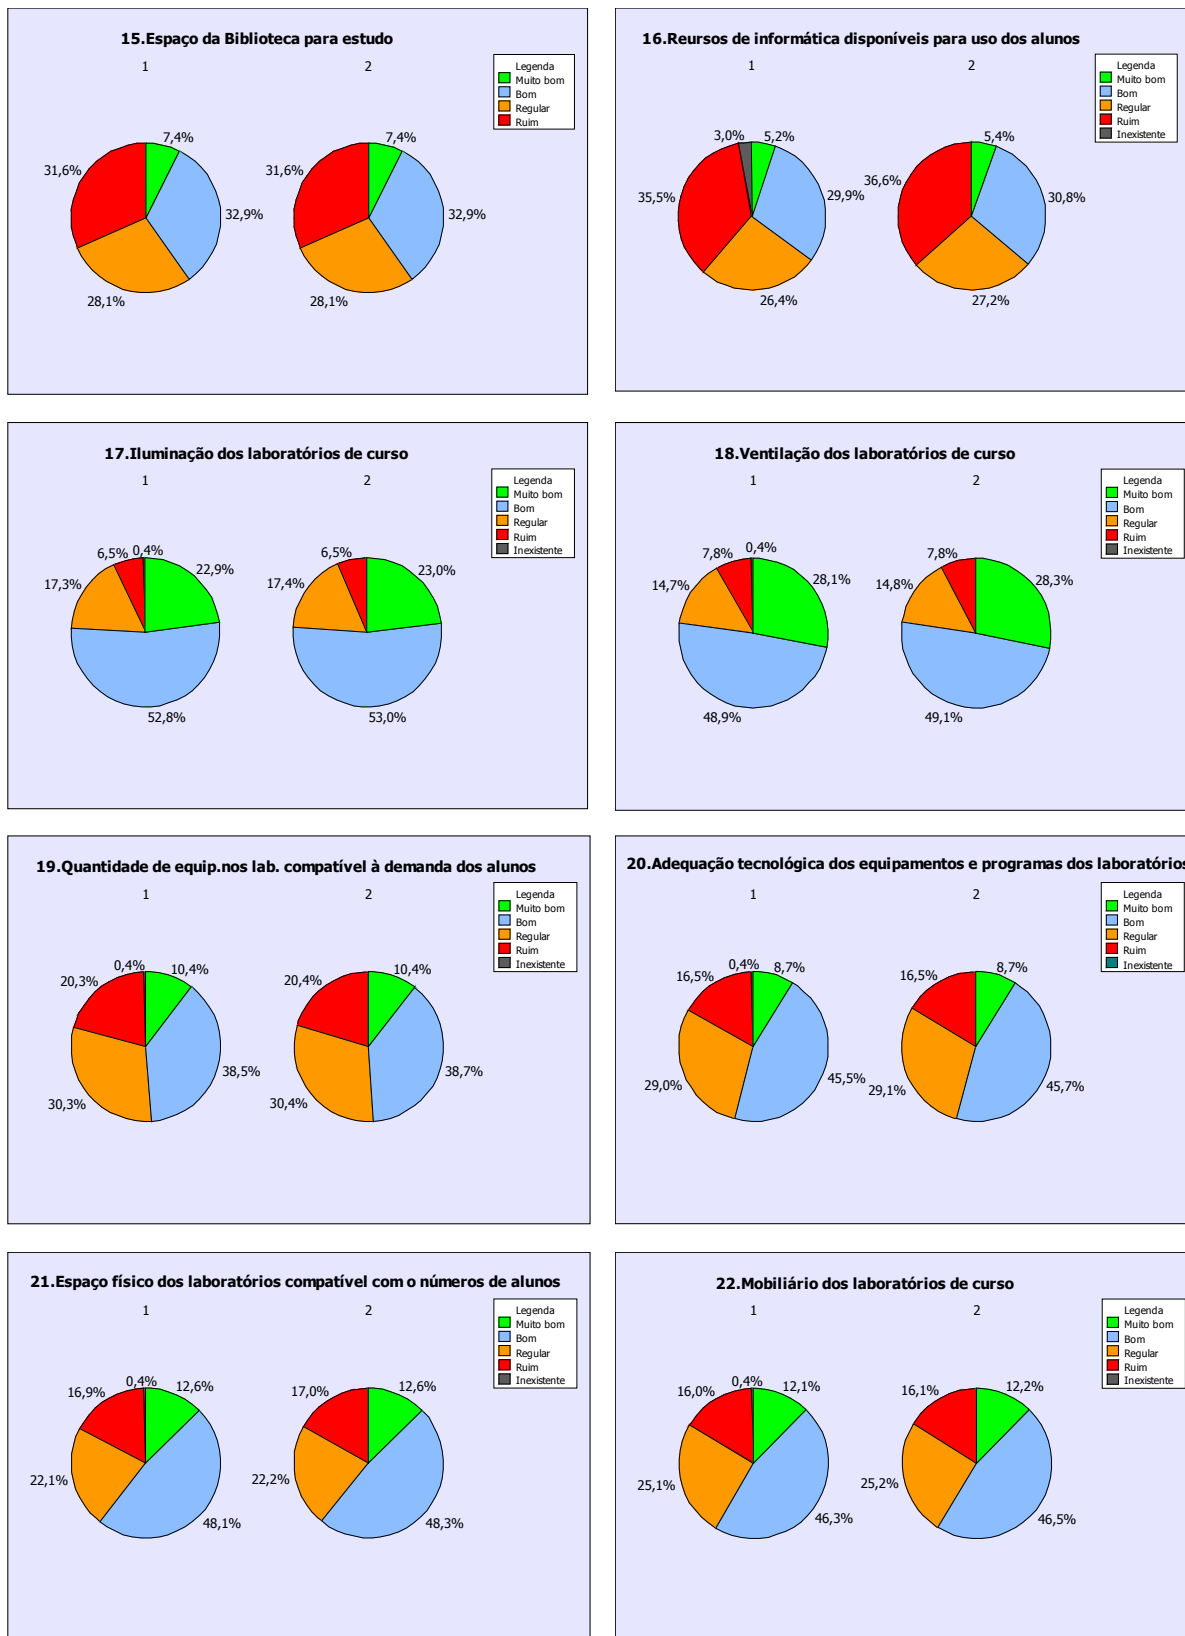 15.Espaço da Biblioteca para estudo
1
2
Legenda
Muito bom
Bom
Regular
Ruim
7,4%
32,9%
28,1%
31,6%
7,4%
32,9%
28,1%
31,6%
16.Reursos de informática disponíveis para uso dos alunos
1
2
Legenda
Muito bom
Bom
Regular
Ruim
Inexistente
3,0%
5,2%
29,9%
26,4%
35,5%
5,4%
30,8%
27,2%
36,6%
17.Iluminação dos laboratórios de curso
1
2
Legenda
Muito bom
Bom
Regular
Ruim
Inexistente
6,5%
0,4%
22,9%
17,3%
52,8%
6,5%
23,0%
17,4%
53,0%
18.Ventilação dos laboratórios de curso
1
2
Legenda
Muito bom
Bom
Regular
Ruim
Inexistente
7,8%
0,4%
28,1%
14,7%
48,9%
7,8%
28,3%
14,8%
49,1%
19.Quantidade de equip.nos lab. compatível à demanda dos alunos
1
2
Legenda
Muito bom
Bom
Regular
Ruim
Inexistente
0,4%
10,4%
20,3%
38,5%
30,3%
10,4%
20,4%
38,7%
30,4%
20.Adequação tecnológica dos equipamentos e programas dos laboratórios
1
2
Legenda
Muito bom
Bom
Regular
Ruim
Inexistente
0,4%
8,7%
16,5%
45,5%
29,0%
8,7%
16,5%
45,7%
29,1%
21.Espaço físico dos laboratórios compatível com o números de alunos
1
2
Legenda
Muito bom
Bom
Regular
Ruim
Inexistente
0,4%
12,6%
16,9%
22,1%
48,1%
12,6%
17,0%
22,2%
48,3%
22.Mobiliário dos laboratórios de curso
1
2
Legenda
Muito bom
Bom
Regular
Ruim
Inexistente
0,4%
12,1%
16,0%
25,1%
46,3%
12,2%
16,1%
25,2%
46,5%